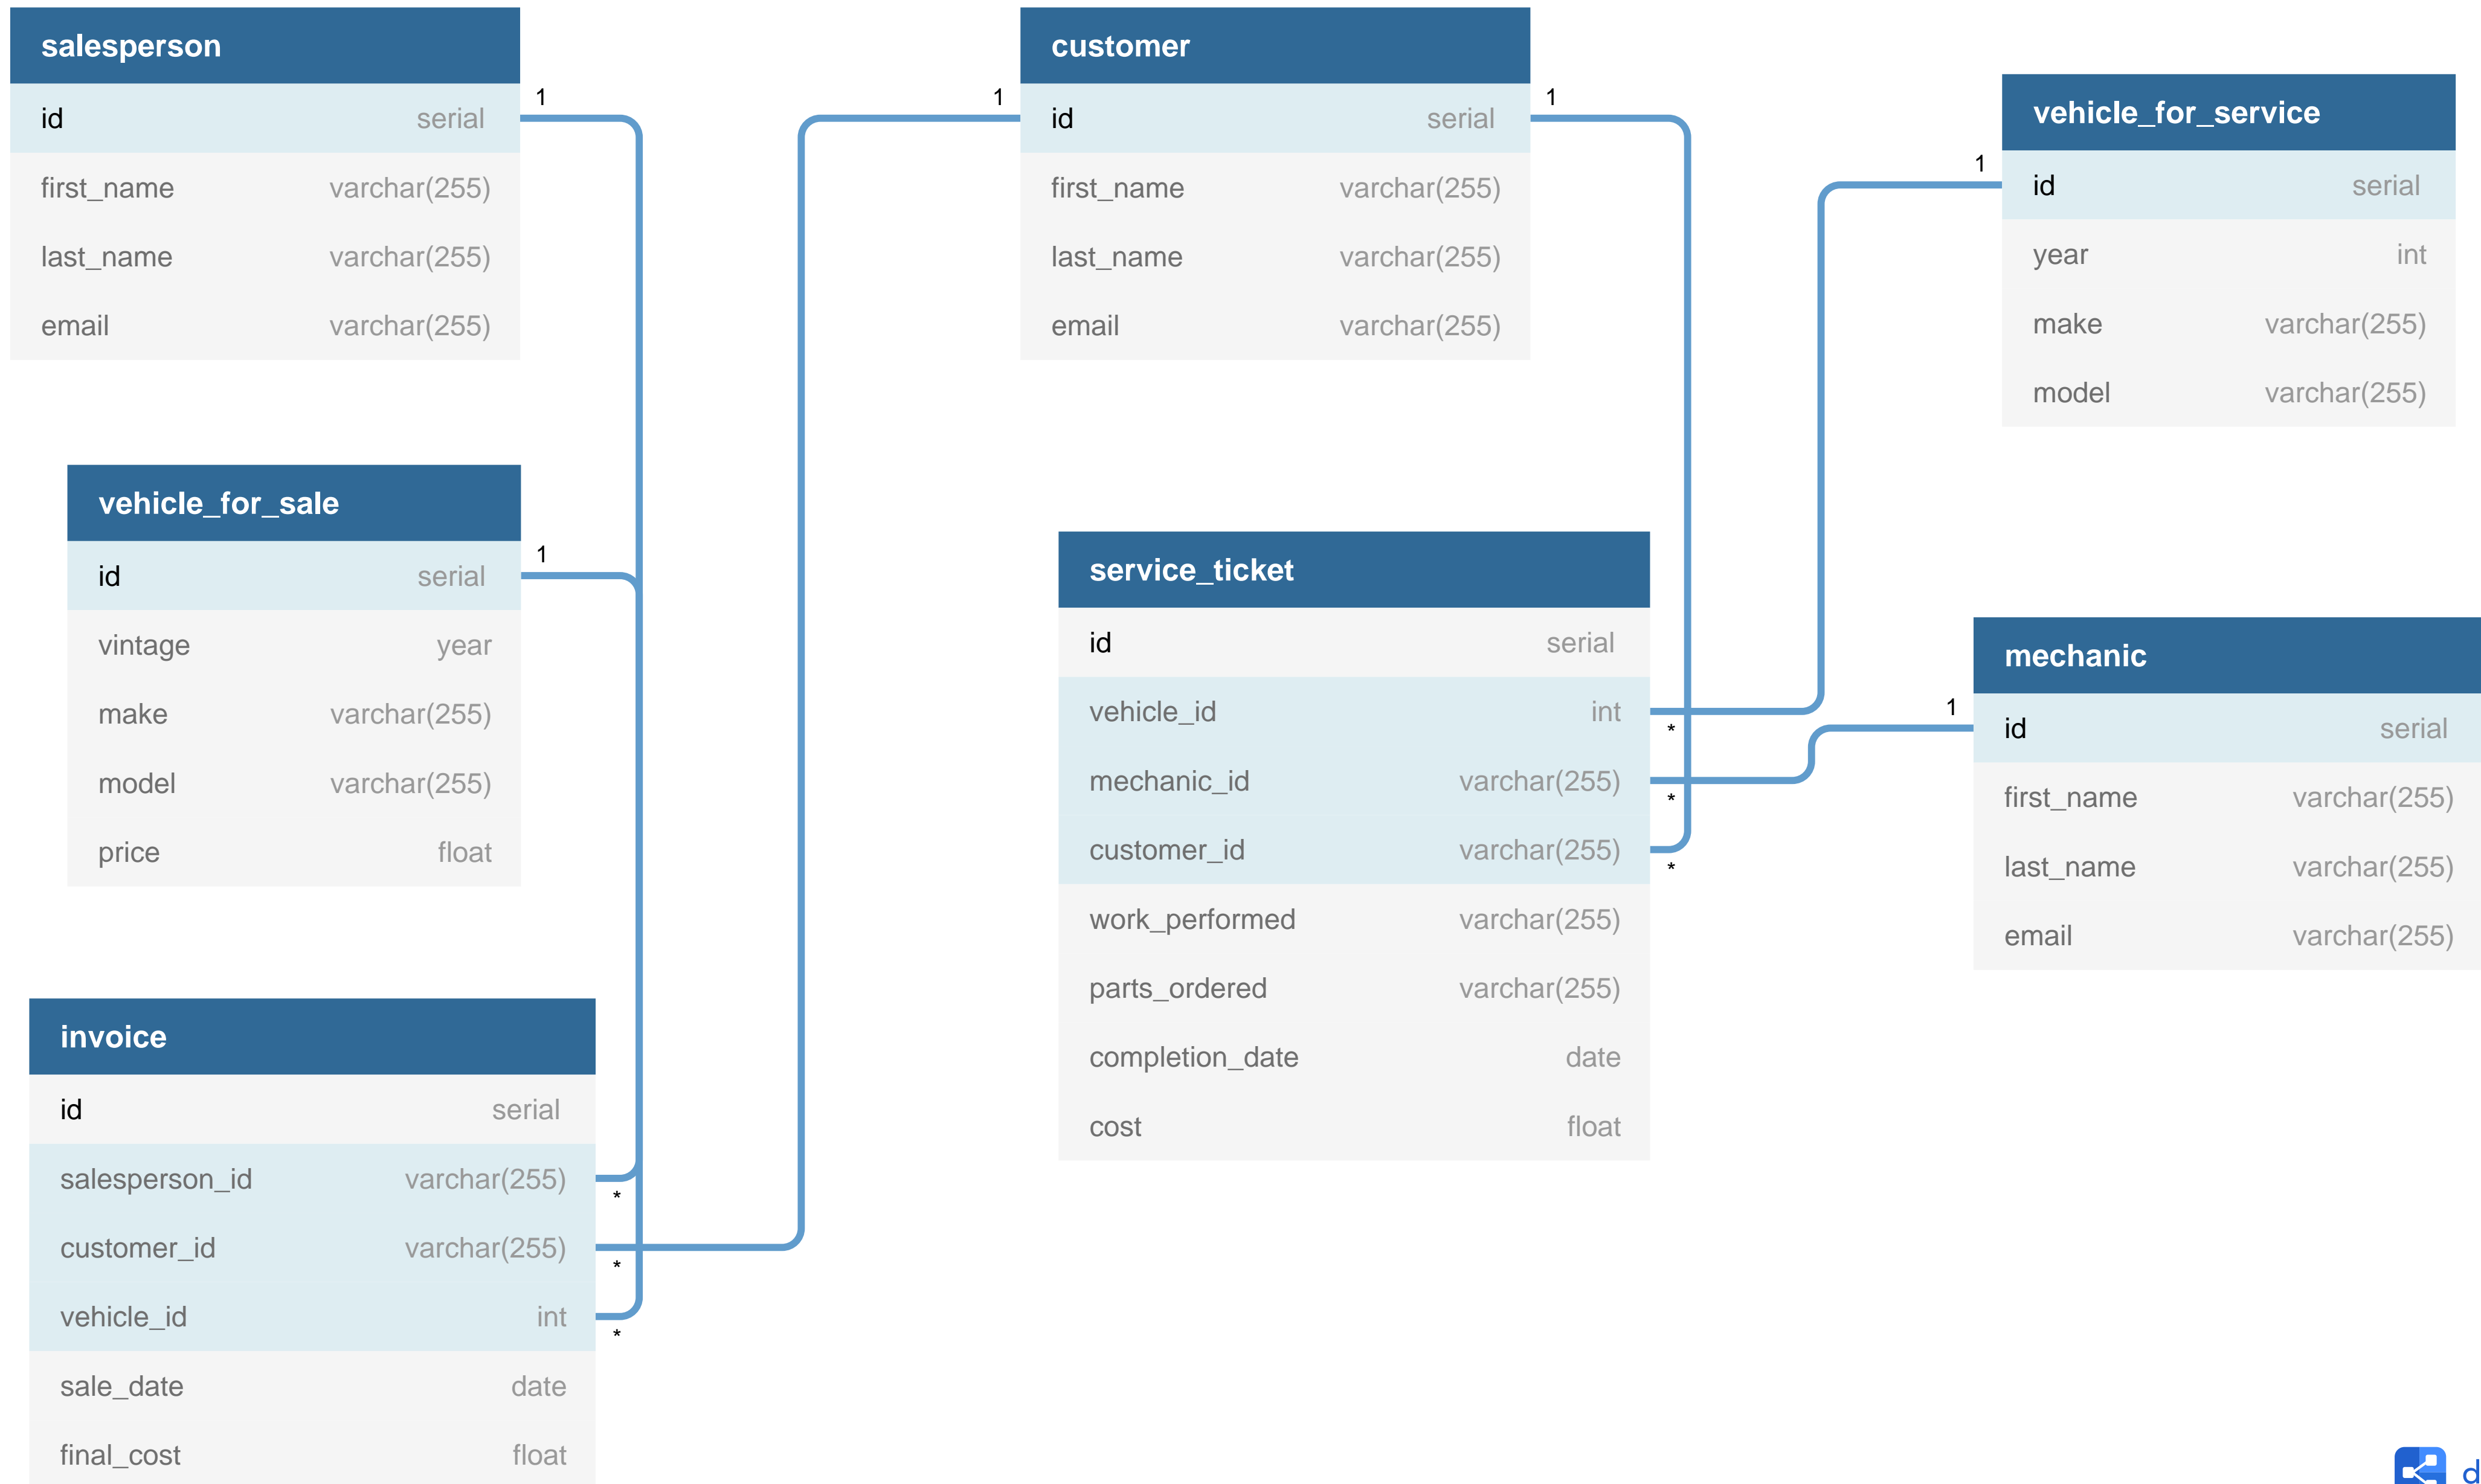 salesperson
1
id serial
first_name varchar(255)
last_name varchar(255)
email varchar(255)
customer
1 1
id serial
first_name varchar(255)
last_name varchar(255)
email varchar(255)
vehicle_for_service
1
id serial
year int
make varchar(255)
model varchar(255)
vehicle_for_sale
1
id serial
vintage year
make varchar(255)
model varchar(255)
price float
service_ticket
id serial
vehicle_id int
*
mechanic_id varchar(255)
*
customer_id varchar(255)
*
work_performed varchar(255)
parts_ordered varchar(255)
completion_date date
cost float
mechanic
1
id serial
first_name varchar(255)
last_name varchar(255)
email varchar(255)
invoice
id serial
salesperson_id varchar(255)
*
customer_id varchar(255)
*
vehicle_id int
*
sale_date date
final_cost float